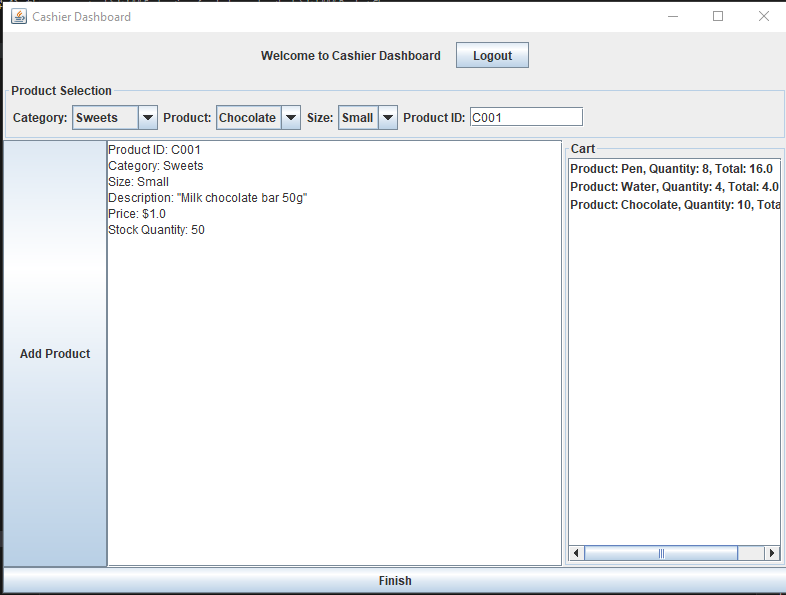 Cashier Dashboard
Welcome to Cashier Dashboard Logout
Product Selection
Category: Sweets Product: Chocolate Size: Small Product ID: C001
Add Product
Product ID: C001
Category: Sweets
Size: Small
Description: "Milk chocolate bar 50g"
Price: $1.0
Stock Quantity: 50
Cart
Product: Pen, Quantity: 8, Total: 16.0
Product: Water, Quantity: 4, Total: 4.0
Product: Chocolate, Quantity: 10, Tota
Finish